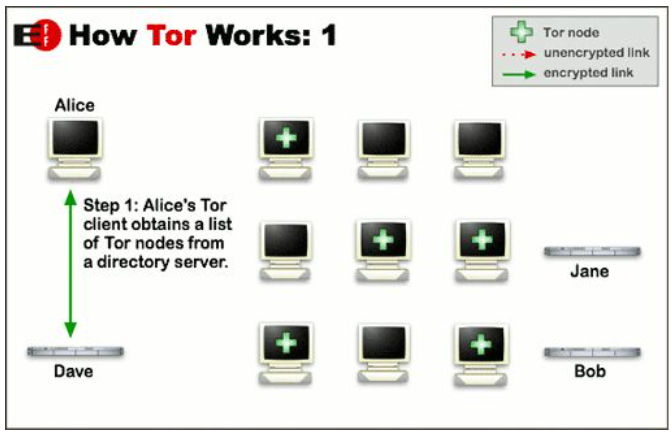 EFF How Tor Works: 1
Tor node
unencrypted link
encrypted link
Alice
Step 1: Alice's Tor
client obtains a list
of Tor nodes from
a directory server.
Jane
Dave
Bob